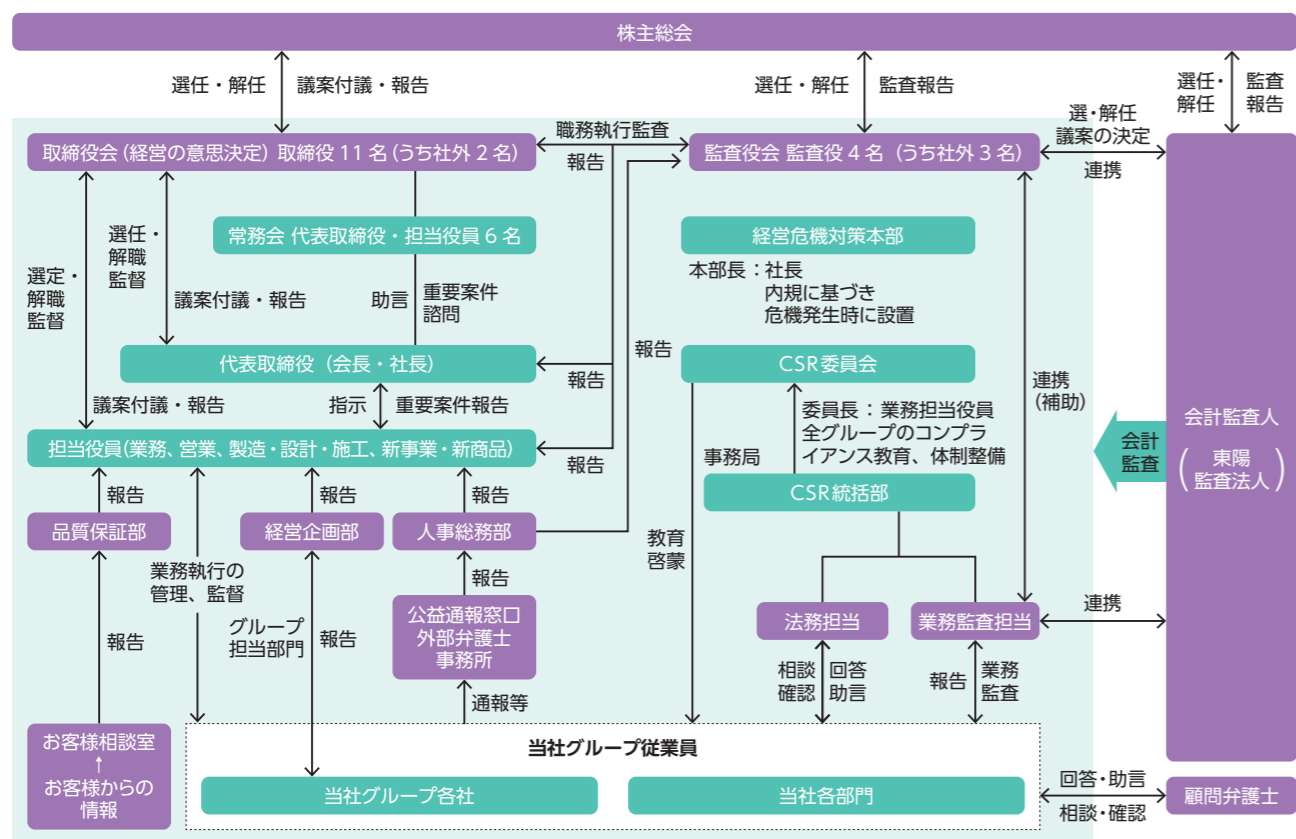 株主総会
選任・解任
議案付議・報告
選任・解任
監査報告
選任・
解任
監査
報告
取締役会(経営の意思決定) 取締役 11 名(うち社外 2 名)
職務執行監査
報告
監査役会 監査役 4 名 (うち社外 3 名)
選・解任
議案の決定
連携
常務会 代表取締役・担当役員 6 名
経営危機対策本部
本部長：社長
内規に基づき
危機発生時に設置
選定・
解職
監督
選任・
解職
監督
議案付議・報告
助言
重要案件
諮問
代表取締役 (会長・社長)
報告
報告
CSR 委員会
委員長：業務担当役員
全グループのコンプラ
イアンス教育、体制整備
連携
(補助)
議案付議・報告
指示
重要案件報告
担当役員(業務、営業、製造・設計・施工、新事業・新商品)
報告
事務局
CSR 統括部
会計
監査
会計監査人
(東陽
監査法人)
報告
報告
報告
品質保証部
経営企画部
人事総務部
教育
啓蒙
業務執行の
管理、監督
報告
報告
グループ
担当部門
報告
公益通報窓口
外部弁護士
事務所
通報等
法務担当
業務監査担当
連携
相談
確認
回答
助言
報告
業務
監査
お客様相談室
↑
お客様からの
情報
当社グループ従業員
当社グループ各社
当社各部門
回答・助言
相談・確認
顧問弁護士